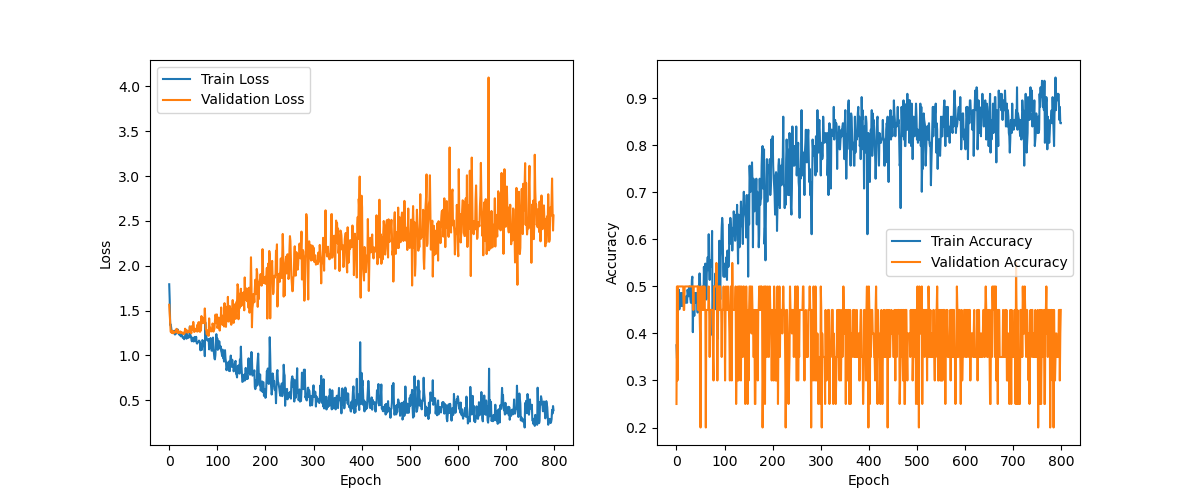 Train Loss
Validation Loss
4.0
3.5
3.0
2.5
2.0
1.5
1.0
0.5
Loss
0 100 200 300 400 500 600 700 800
Epoch
Train Accuracy
Validation Accuracy
0.9
0.8
0.7
0.6
0.5
0.4
0.3
0.2
Accuracy
0 100 200 300 400 500 600 700 800
Epoch